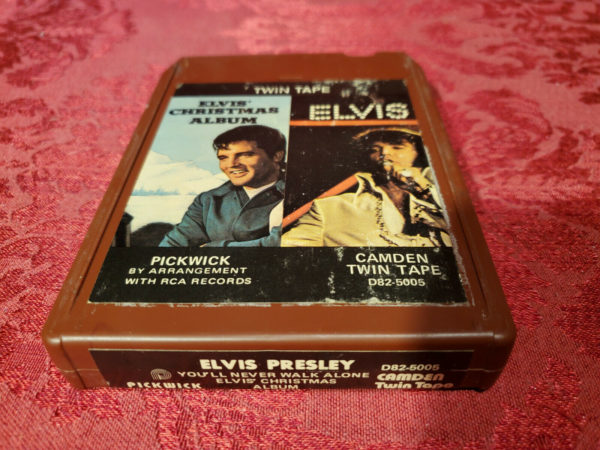 TWIN TAPE
ELVIS'
CHRISTMAS
ALBUM
ELVIS
PICKWICK
BY ARRANGEMENT
WITH RCA RECORDS
CAMDEN
TWIN TAPE
D82-5005
ELVIS PRESLEY
YOU'LL NEVER WALK ALONE
ELVIS' CHRISTMAS
ALBUM
PICKWICK
D82-5005
CAMDEN
Twin Tape